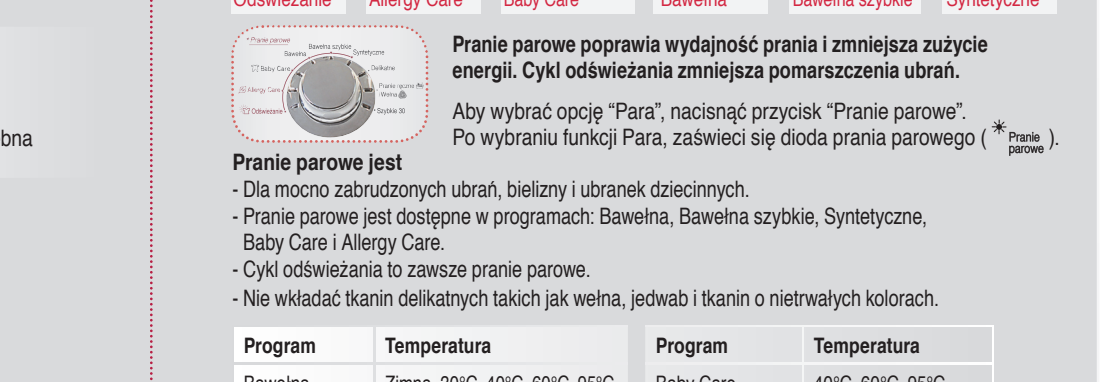 Odświeżanie Allergy Care Baby Care Bawełna Bawełna szybkie Syntetyczne
* Pranie parowe
Bawełna szybkie
Bawełna
Syntetyczne
Baby Care
Delikatne
Allergy Care
Pranie ręczne
/Wełna
Odświeżanie
Szybkie 30
Pranie parowe poprawia wydajność prania i zmniejsza zużycie
energii. Cykl odświeżania zmniejsza pomarszczenia ubrań.
Aby wybrać opcję “Para”, nacisnąć przycisk “Pranie parowe”.
Po wybraniu funkcji Para, zaświeci się dioda prania parowego ( * Pranie parowe ).
bna
Pranie parowe jest
- Dla mocno zabrudzonych ubrań, bielizny i ubranek dziecinnych.
- Pranie parowe jest dostępne w programach: Bawełna, Bawełna szybkie, Syntetyczne,
Baby Care i Allergy Care.
- Cykl odświeżania to zawsze pranie parowe.
- Nie wkładać tkanin delikatnych takich jak wełna, jedwab i tkanin o nietrwałych kolorach.
Program Temperatura Program Temperatura
Bawełna Zimne, 30°C, 40°C, 60°C, 95°C Baby Care 40°C, 60°C, 95°C